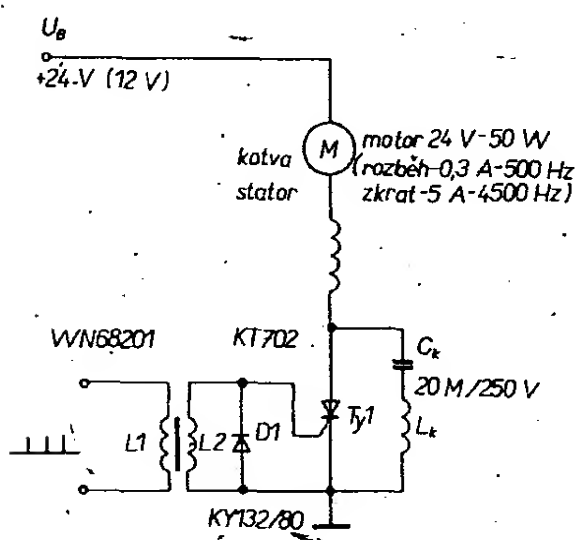 U_B
+24-V (12 V)
M
motor 24 V-50 W
kotva
(rozběh-0,3 A-500 Hz
stator
zkrat-5 A-4500 Hz)
WN68201
KT702
C_k
20 M/250 V
L1
L2
D1
Ty1
L_k
KY132/80